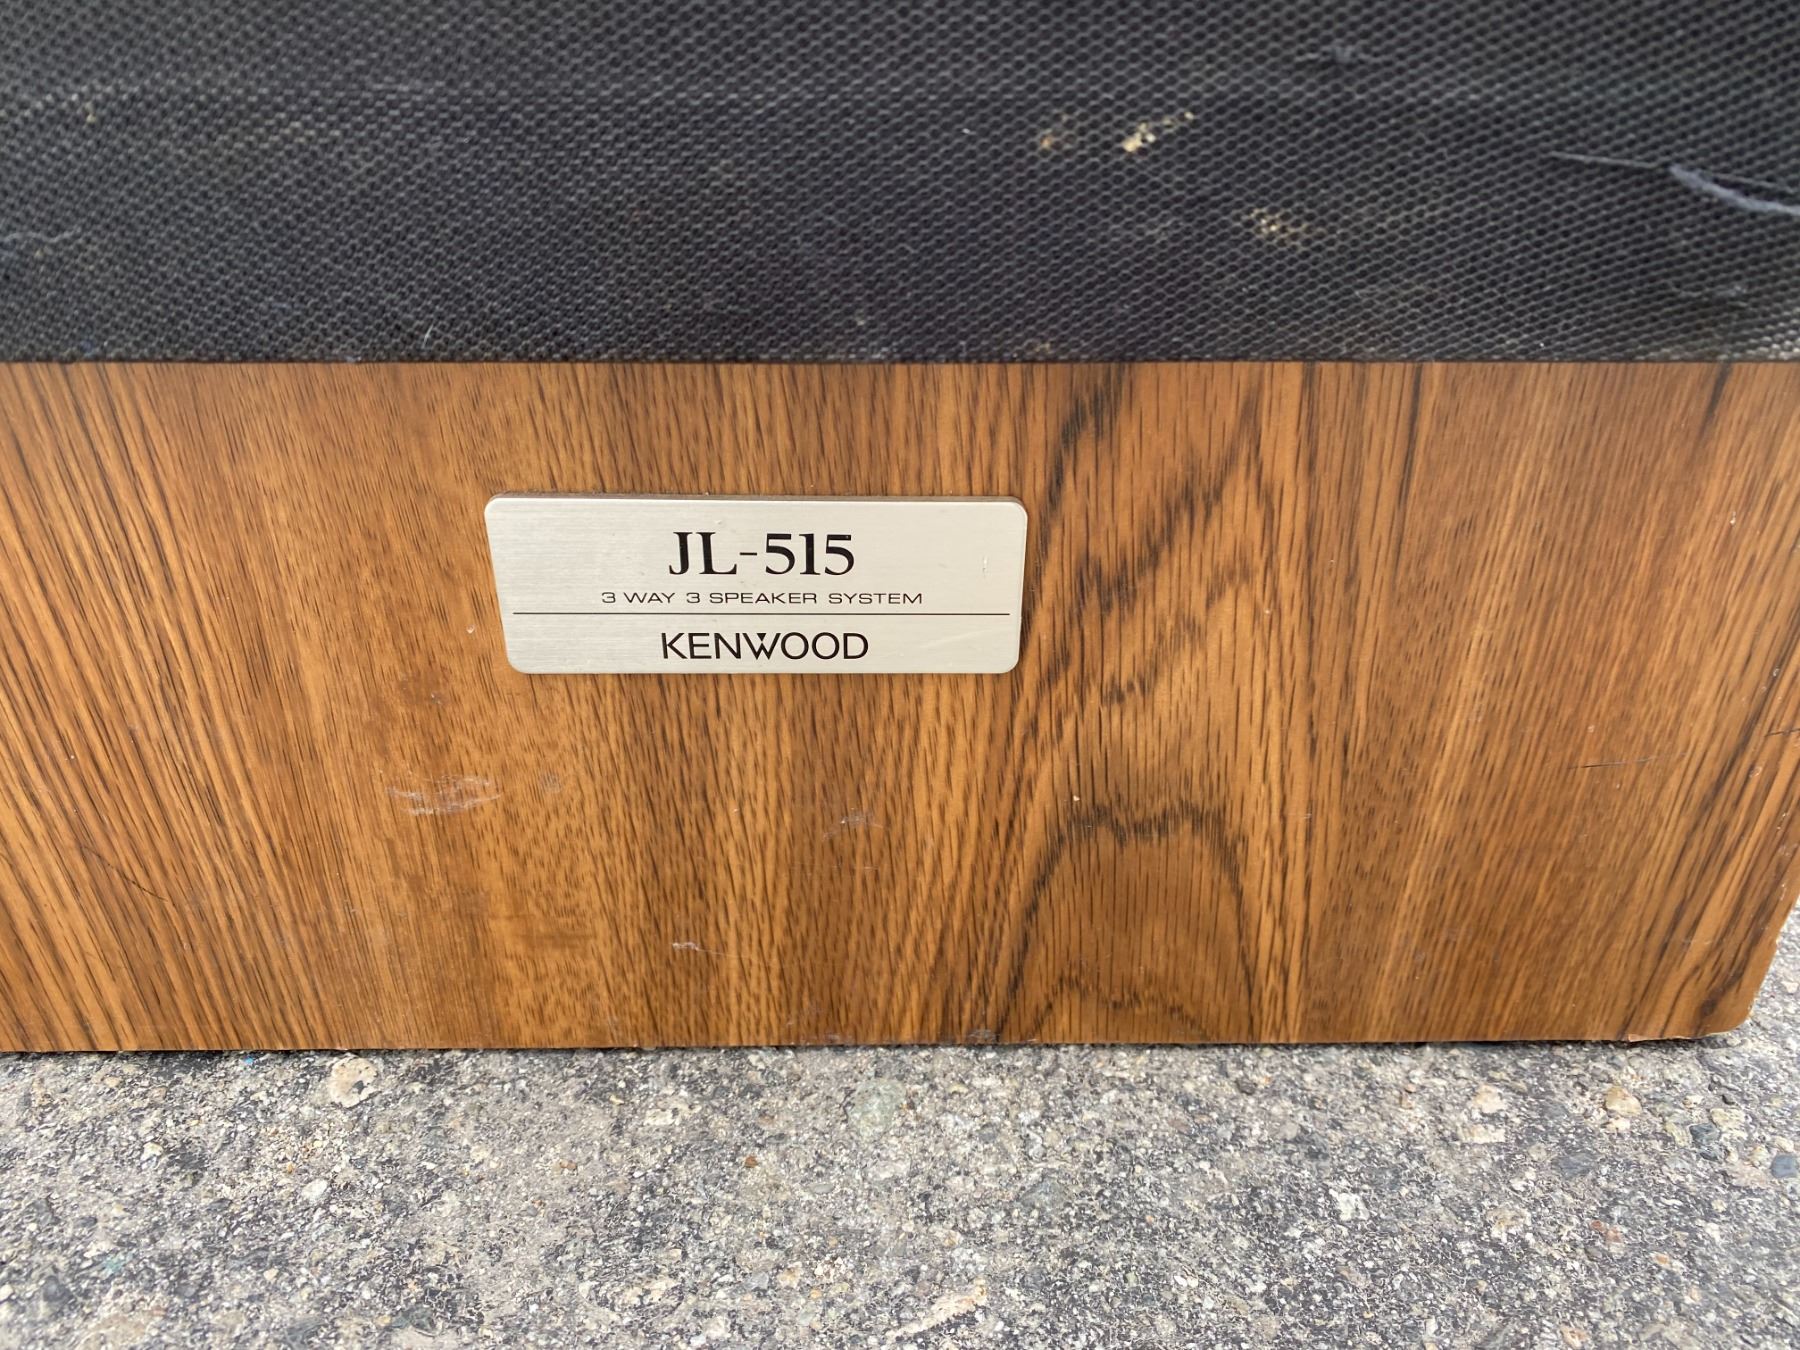 JL-515
3 WAY 3 SPEAKER SYSTEM
KENWOOD